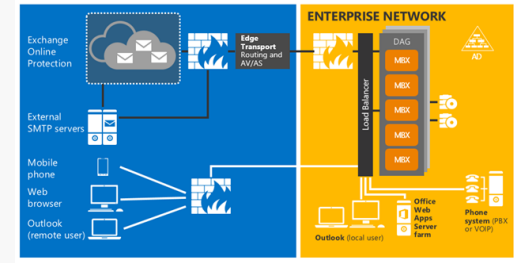 ENTERPRISE NETWORK
Exchange
Online
Protection
Edge
Transport
Routing and
AV/AS
DAG
MBX
MBX
MBX
MBX
MBX
AD
Load Balancer
External
SMTP servers
Mobile
phone
Web
browser
Outlook
(remote user)
Outlook (local user)
Office
Web
Apps
Server
farm
Phone
system (PBX
or VOIP)